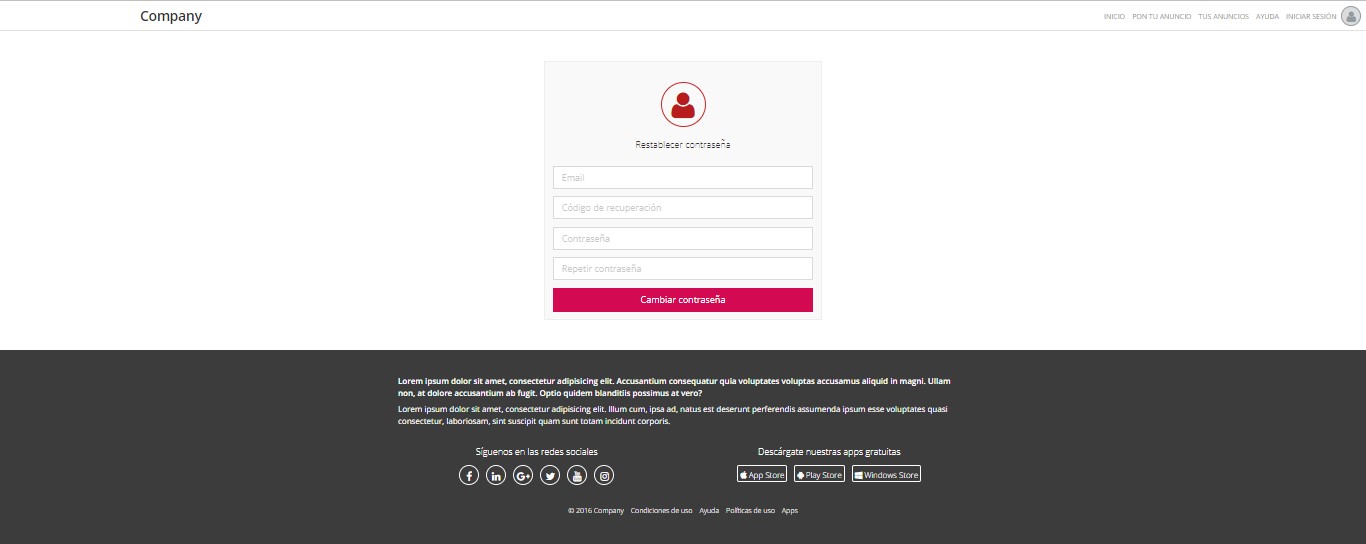 Company
INICIO PON TU ANUNCIO TUS ANUNCIOS AYUDA INICIAR SESIÓN
Restablecer contraseña
Email
Código de recuperación
Contraseña
Repetir contraseña
Cambiar contraseña
Lorem ipsum dolor sit amet, consectetur adipisicing elit. Accusantium consequatur quia voluptates voluptas accusamus aliquid in magni. Ullam
non, at dolore accusantium ab fugit. Optio quidem blanditiis possimus at vero?
Lorem ipsum dolor sit amet, consectetur adipisicing elit. Illum cum, ipsa ad, natus est deserunt perferendis assumenda ipsum esse voluptates quasi
consectetur, laboriosam, sint suscipit quam sunt totam incidunt corporis.
Síguenos en las redes sociales
Descárgate nuestras apps gratuitas
App Store Play Store Windows Store
© 2016 Company Condiciones de uso Ayuda Políticas de uso Apps